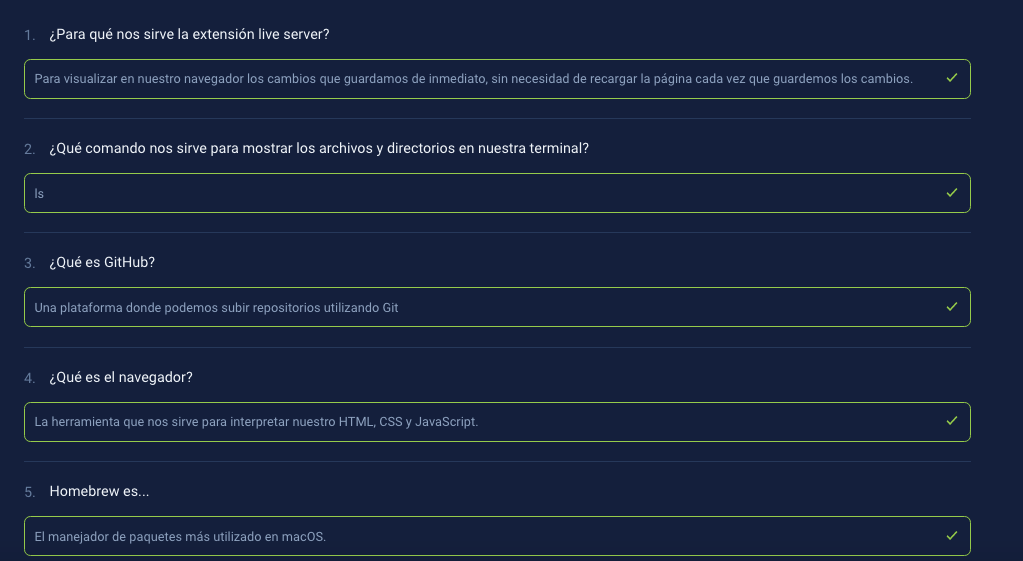 1. ¿Para qué nos sirve la extensión live server?
Para visualizar en nuestro navegador los cambios que guardamos de inmediato, sin necesidad de recargar la página cada vez que guardemos los cambios.
2. ¿Qué comando nos sirve para mostrar los archivos y directorios en nuestra terminal?
ls
3. ¿Qué es GitHub?
Una plataforma donde podemos subir repositorios utilizando Git
4. ¿Qué es el navegador?
La herramienta que nos sirve para interpretar nuestro HTML, CSS y JavaScript.
5. Homebrew es...
El manejador de paquetes más utilizado en macOS.